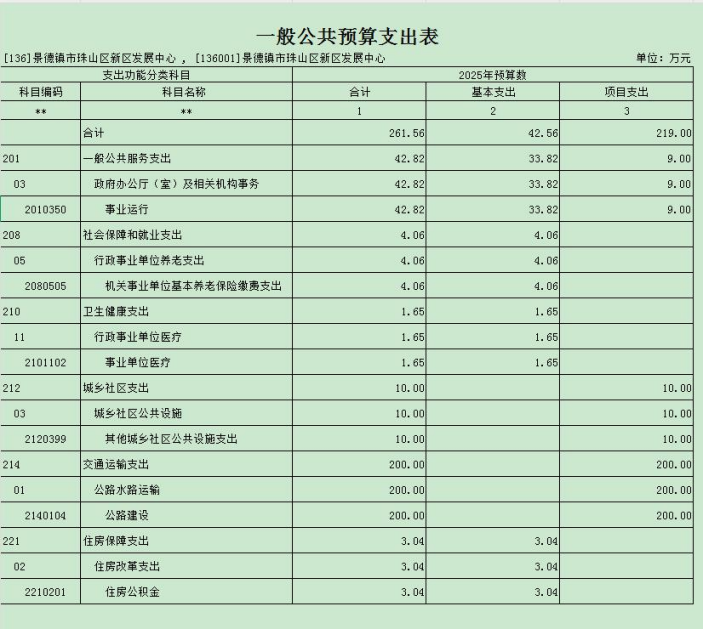 一般公共预算支出表
[136]景德镇市珠山区新区发展中心 , [136001]景德镇市珠山区新区发展中心 单位：万元
支出功能分类科目 2025年预算数
科目编码 科目名称 合计 基本支出 项目支出
** ** 1 2 3
合计 261.56 42.56 219.00
201 一般公共服务支出 42.82 33.82 9.00
03 政府办公厅（室）及相关机构事务 42.82 33.82 9.00
2010350 事业运行 42.82 33.82 9.00
208 社会保障和就业支出 4.06 4.06
05 行政事业单位养老支出 4.06 4.06
2080505 机关事业单位基本养老保险缴费支出 4.06 4.06
210 卫生健康支出 1.65 1.65
11 行政事业单位医疗 1.65 1.65
2101102 事业单位医疗 1.65 1.65
212 城乡社区支出 10.00 10.00
03 城乡社区公共设施 10.00 10.00
2120399 其他城乡社区公共设施支出 10.00 10.00
214 交通运输支出 200.00 200.00
01 公路水路运输 200.00 200.00
2140104 公路建设 200.00 200.00
221 住房保障支出 3.04 3.04
02 住房改革支出 3.04 3.04
2210201 住房公积金 3.04 3.04